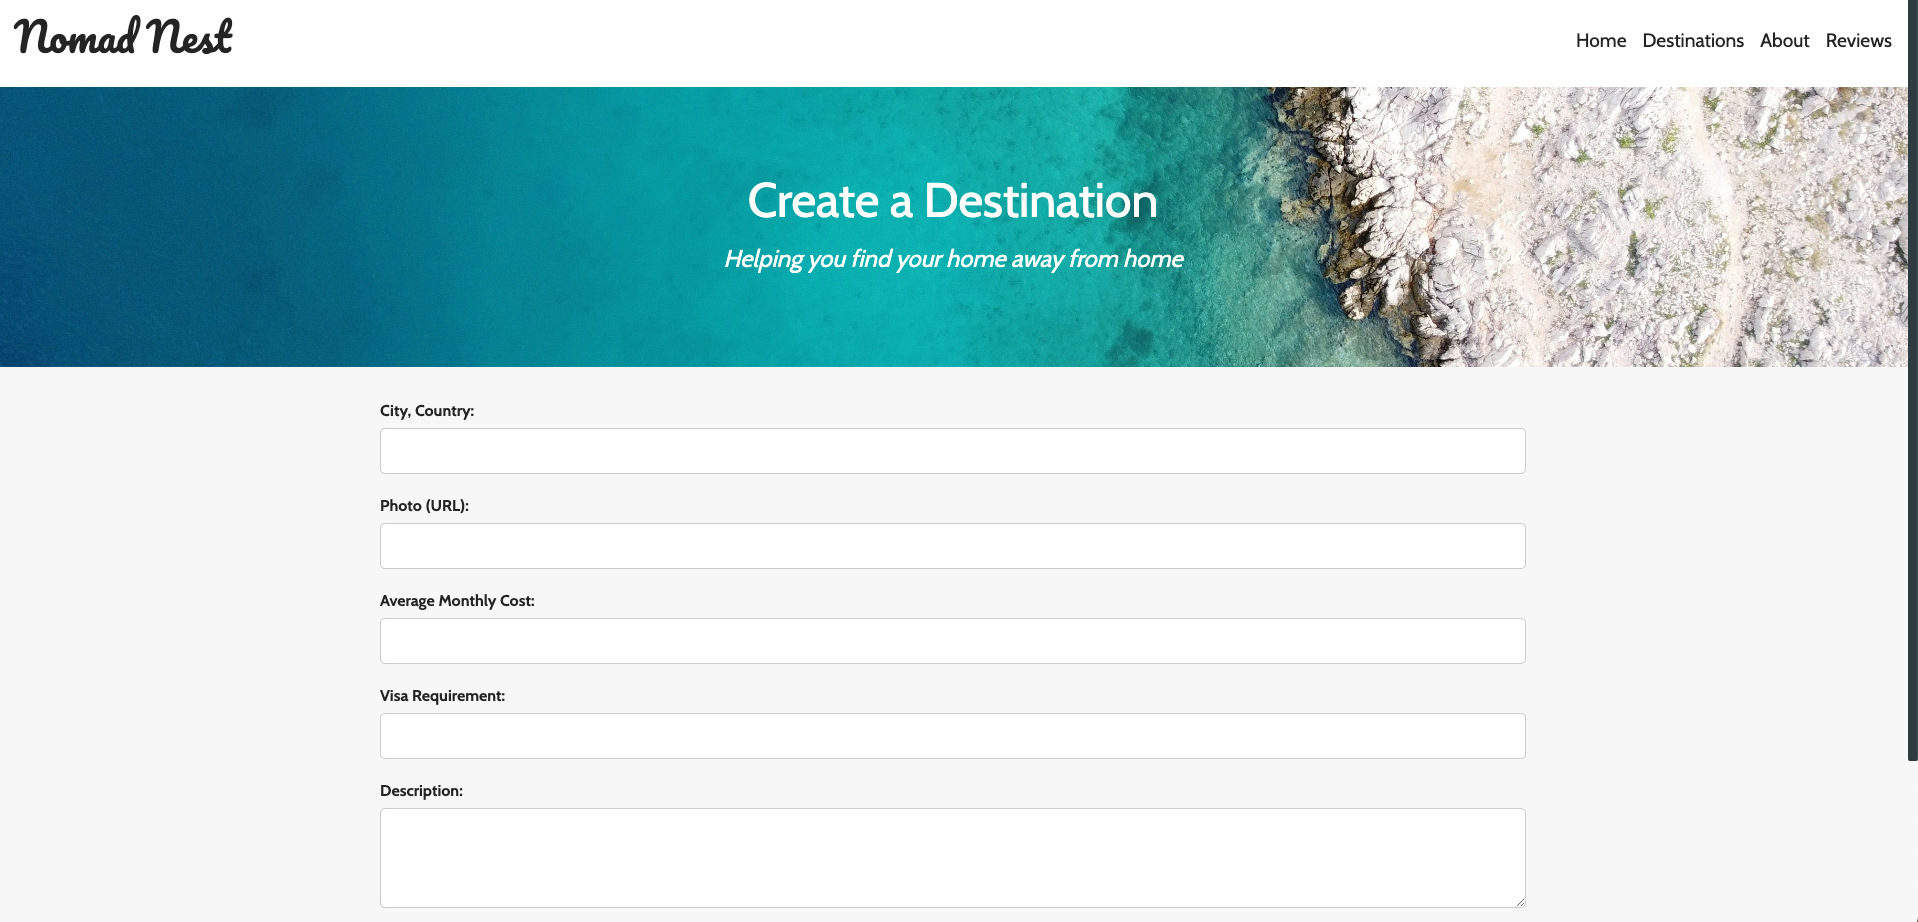 Nomad Nest
Home Destinations About Reviews
Create a Destination
Helping you find your home away from home
City, Country:
Photo (URL):
Average Monthly Cost:
Visa Requirement:
Description: